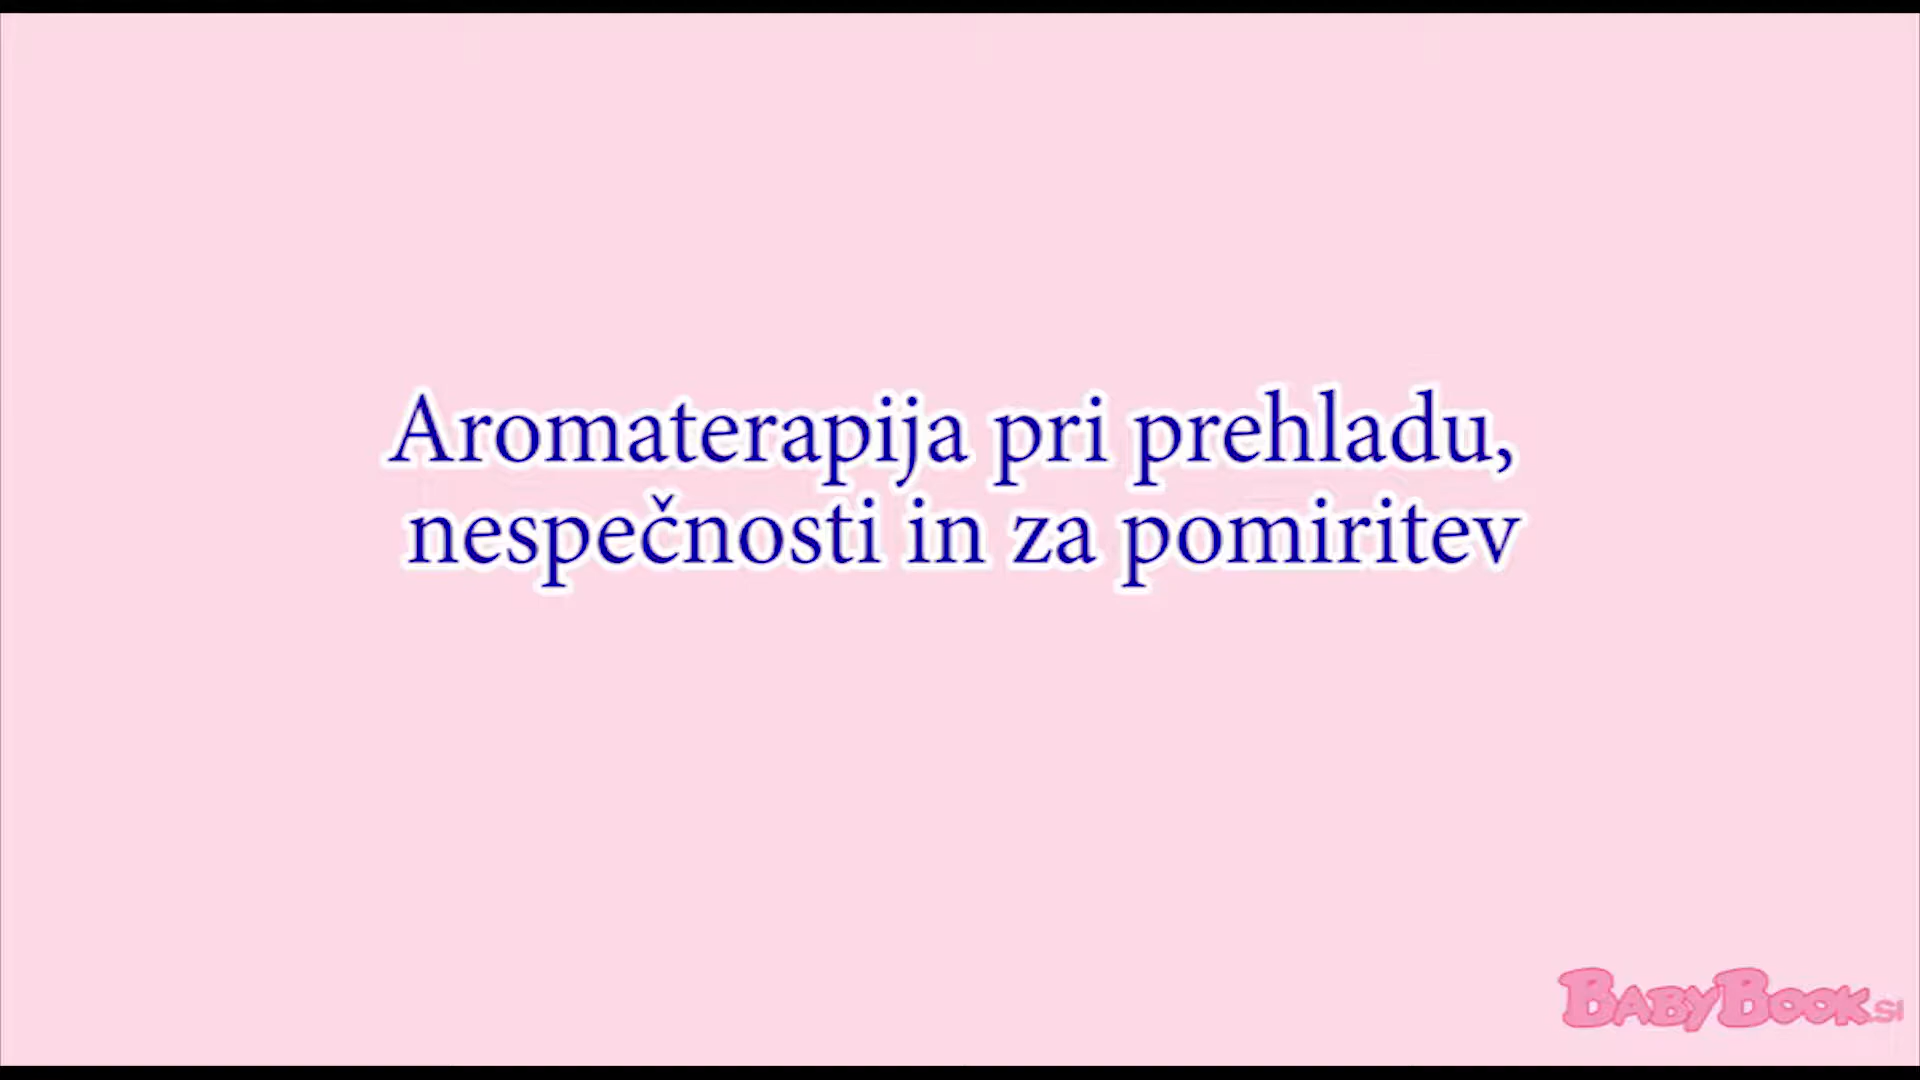 Aromaterapija pri prehladu,
nespečnosti in za pomiritev
BABYBOOK.SI